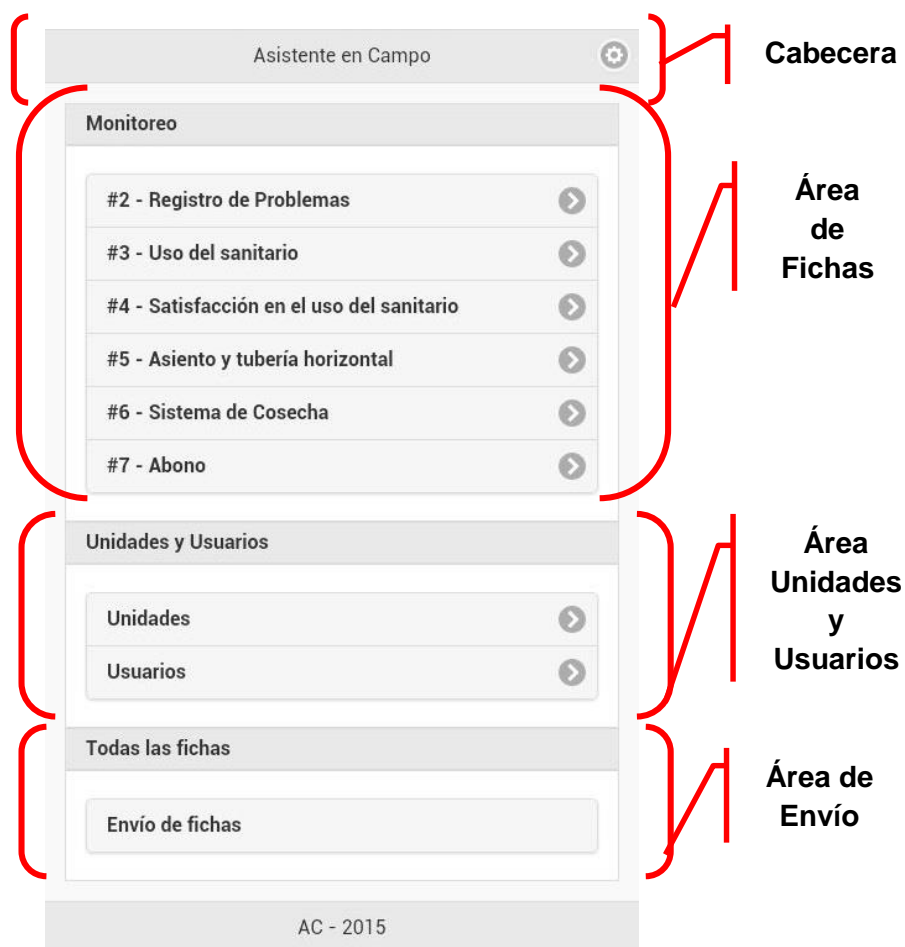 Asistente en Campo
Cabecera
Monitoreo
#2 - Registro de Problemas
#3 - Uso del sanitario
#4 - Satisfacción en el uso del sanitario
#5 - Asiento y tubería horizontal
#6 - Sistema de Cosecha
#7 - Abono
Área
de
Fichas
Unidades y Usuarios
Unidades
Usuarios
Área
Unidades
y
Usuarios
Todas las fichas
Envío de fichas
Área de
Envío
AC - 2015